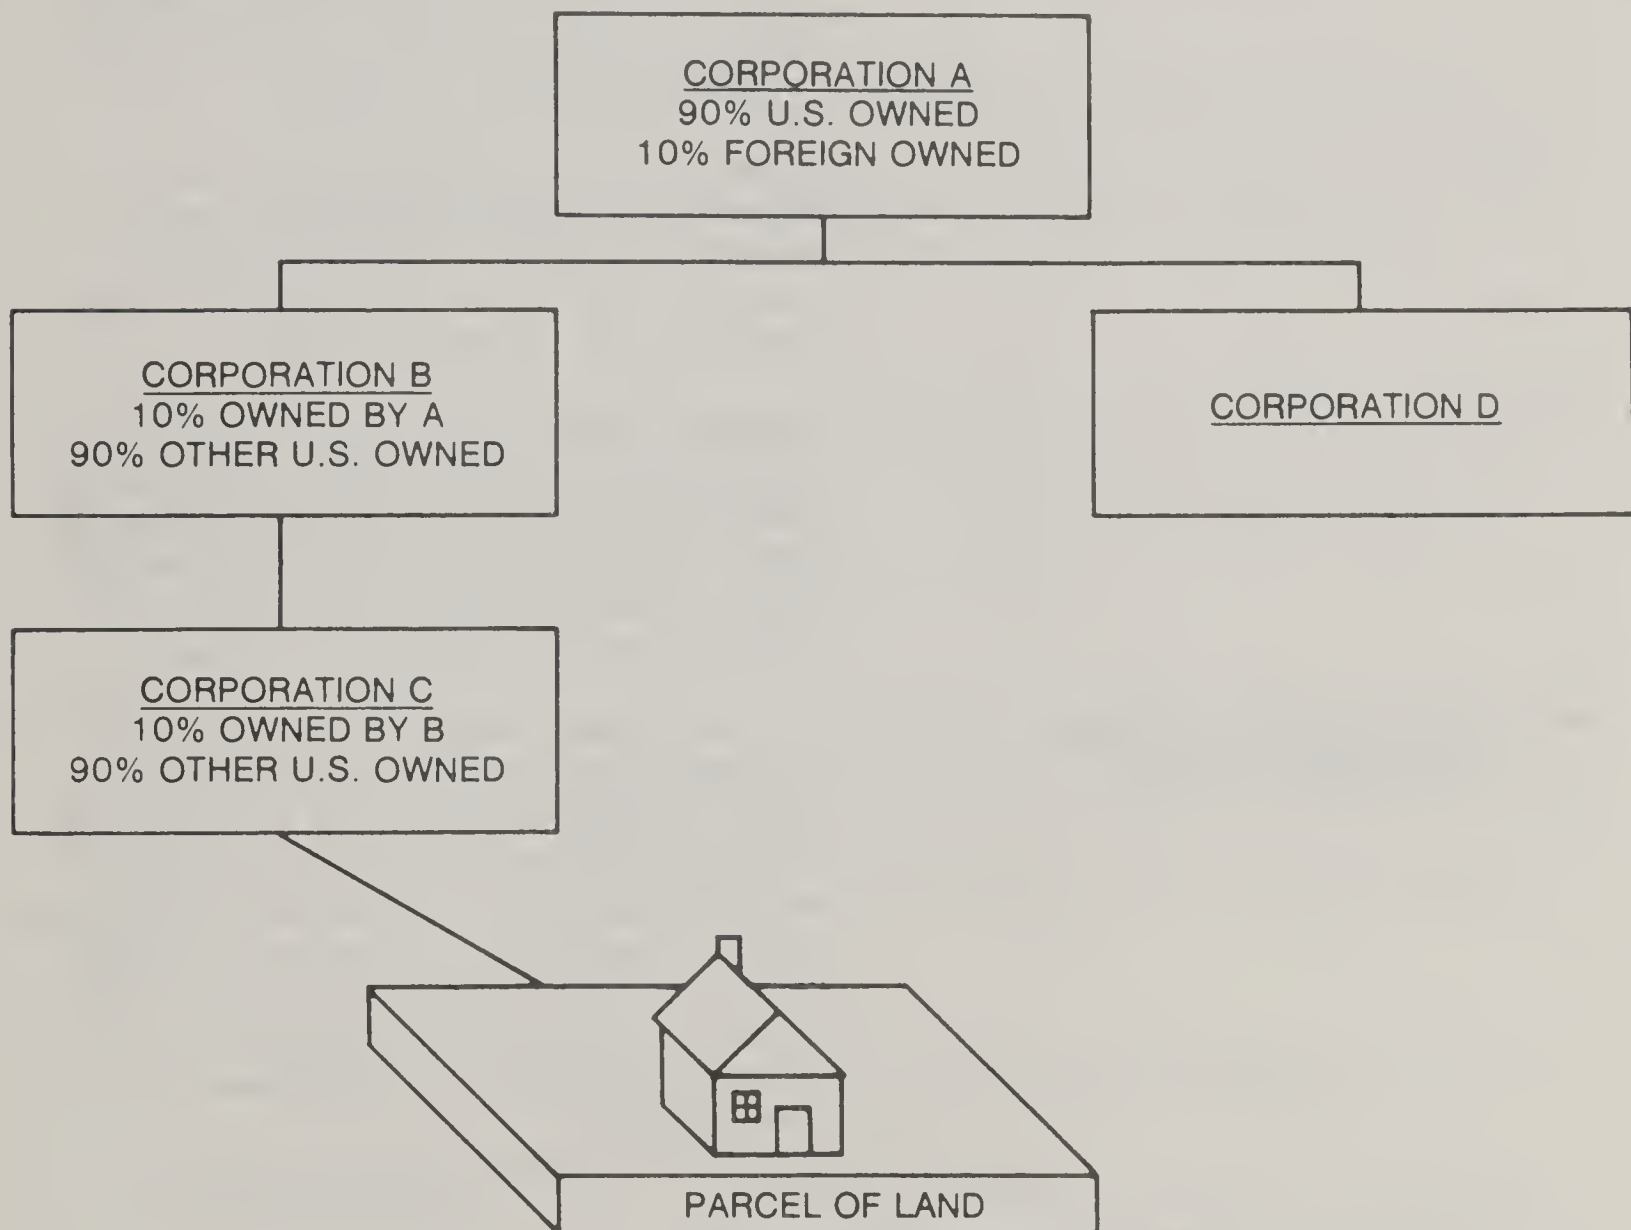 CORPORATION A
90% U.S. OWNED
10% FOREIGN OWNED
CORPORATION B
10% OWNED BY A
90% OTHER U.S. OWNED
CORPORATION D
CORPORATION C
10% OWNED BY B
90% OTHER U.S. OWNED
PARCEL OF LAND